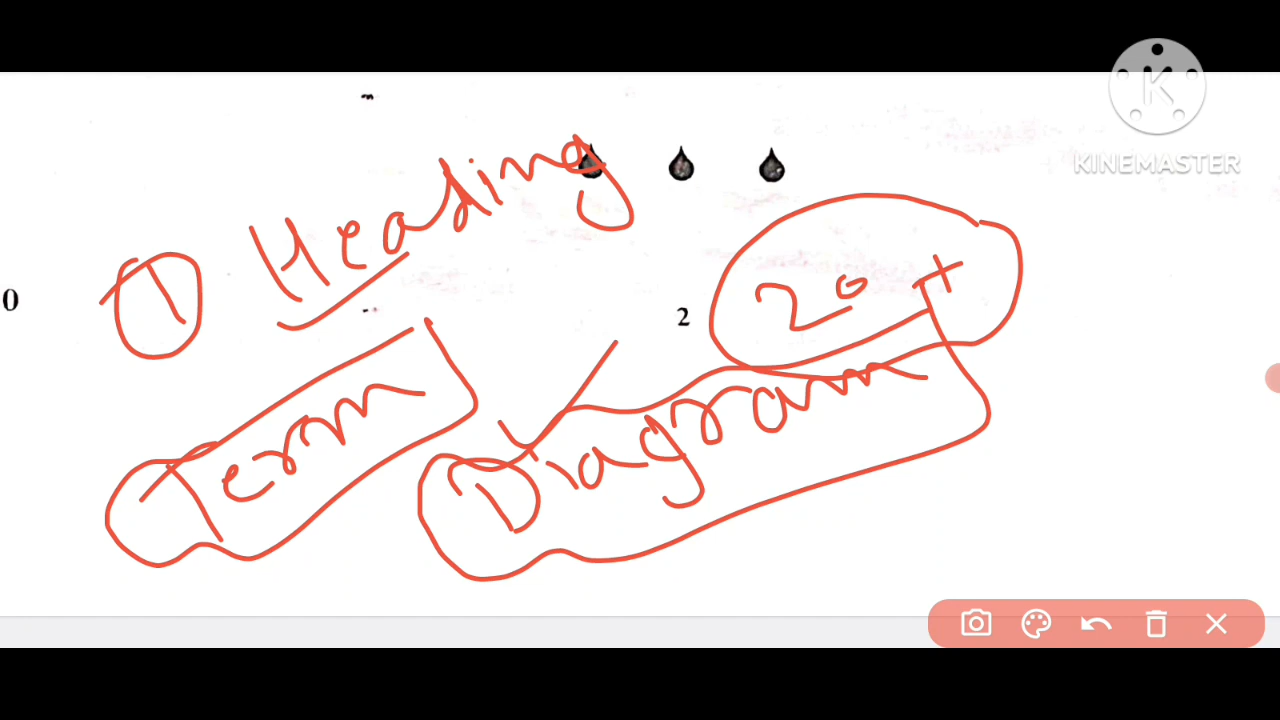 KINEMASTER
① Heading
0
2
20+
Term
Diagram